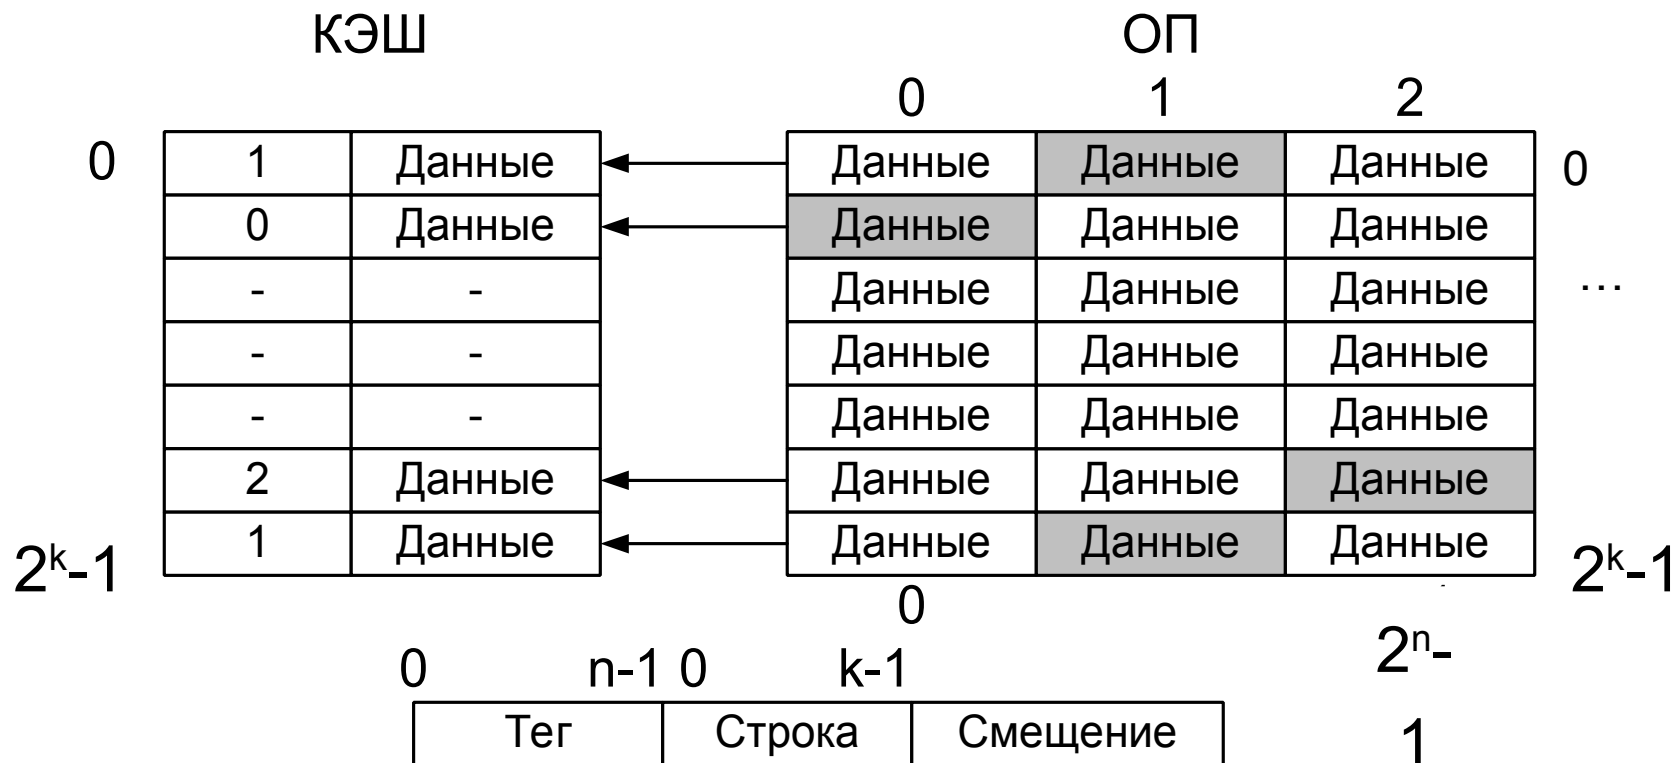 КЭШ ОП
0 1 2
0 1 Данные Данные Данные Данные 0
0 Данные Данные Данные Данные
- - Данные Данные Данные ...
- - Данные Данные Данные
- - Данные Данные Данные
2 Данные Данные Данные Данные
2ᵏ-1 1 Данные Данные Данные Данные 2ᵏ-1
0
2ⁿ-
0 n-1 0 k-1
Тег Строка Смещение 1